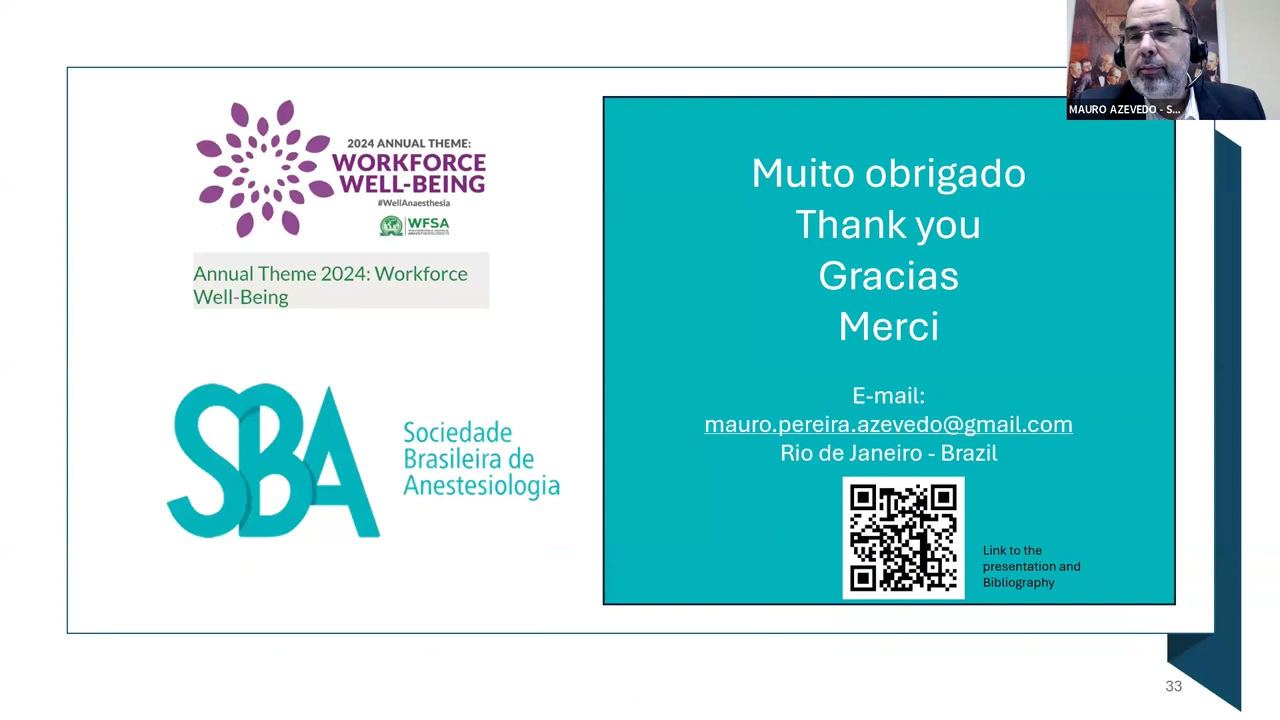 2024 ANNUAL THEME:
WORKFORCE
WELL-BEING
#WellAnaesthesia
WFSA
Annual Theme 2024: Workforce
Well-Being
SBA
Sociedade
Brasileira de
Anestesiologia
MAURO AZEVEDO - S...
Muito obrigado
Thank you
Gracias
Merci
E-mail:
mauro.pereira.azevedo@gmail.com
Rio de Janeiro - Brazil
Link to the
presentation and
Bibliography
33